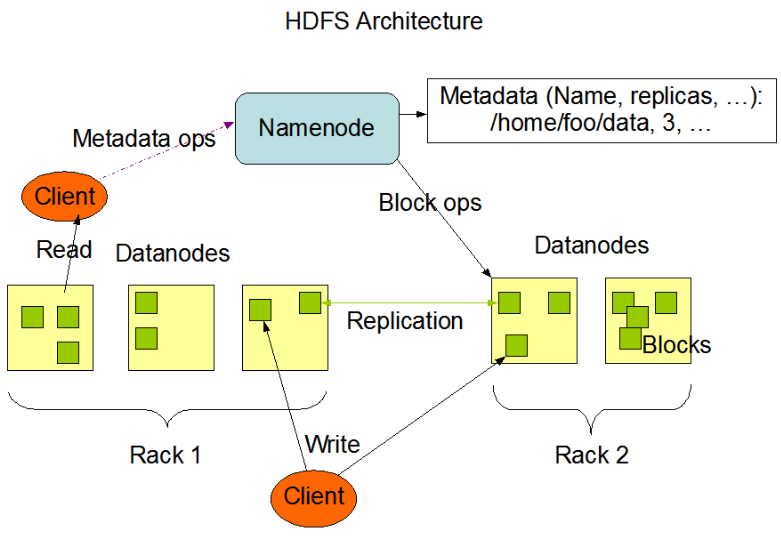 HDFS Architecture
Metadata (Name, replicas, …):
/home/foo/data, 3, …
Namenode
Metadata ops
Client
Block ops
Read
Datanodes
Datanodes
Replication
Blocks
Rack 1
Write
Rack 2
Client